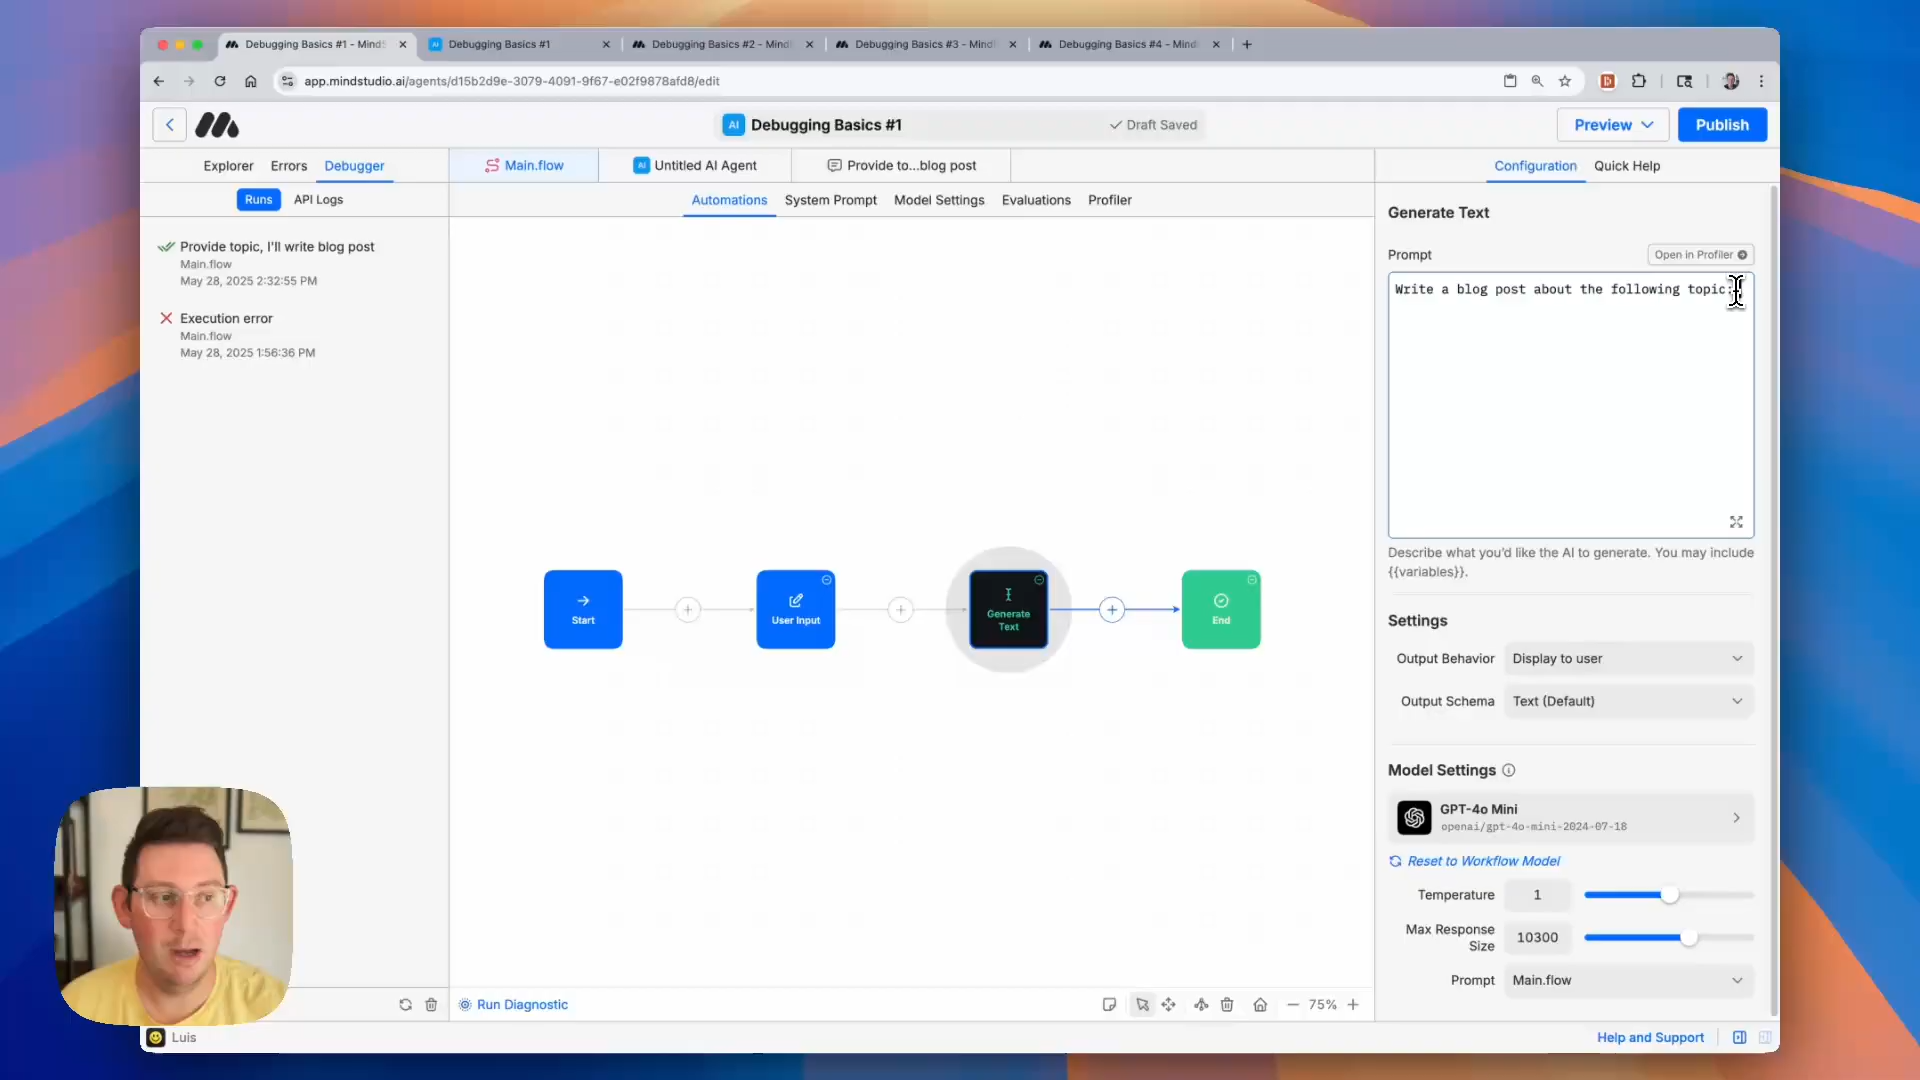 Debugging Basics #1 - Mind
Debugging Basics #1
Debugging Basics #2 - Mind
Debugging Basics #3 - Mind
Debugging Basics #4 - Mind
app.mindstudio.ai/agents/d15b2d9e-3079-4091-9f67-e02f9878afd8/edit
AI Debugging Basics #1
Draft Saved
Preview
Publish
Explorer Errors Debugger
Main.flow
AI Untitled AI Agent
Provide to...blog post
Configuration Quick Help
Runs API Logs
Automations System Prompt Model Settings Evaluations Profiler
Provide topic, I'll write blog post
Main.flow
May 28, 2025 2:32:55 PM
Execution error
Main.flow
May 28, 2025 1:56:36 PM
Start
User Input
Generate
Text
End
Generate Text
Prompt
Open in Profiler
Write a blog post about the following topic:
Describe what you'd like the AI to generate. You may include
{{variables}}.
Settings
Output Behavior Display to user
Output Schema Text (Default)
Model Settings
GPT-4o Mini
openai/gpt-4o-mini-2024-07-18
Reset to Workflow Model
Temperature 1
Max Response
Size
10300
Prompt Main.flow
Run Diagnostic
75%
Luis
Help and Support